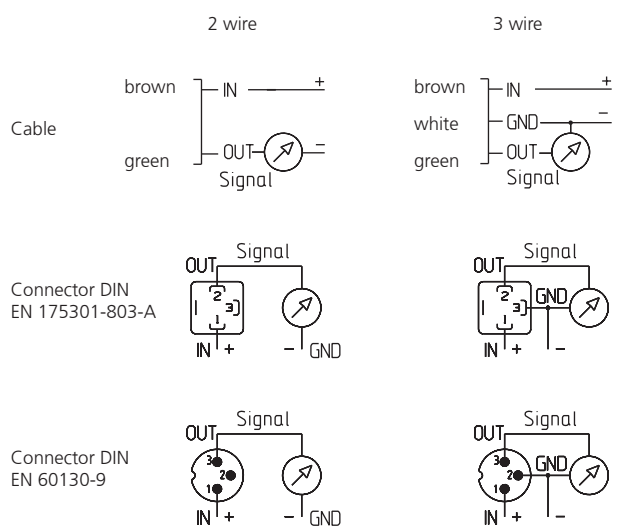 2 wire 3 wire
Cable
brown IN +
green OUT −
Signal
brown IN +
white GND −
green OUT
Signal
Connector DIN
EN 175301-803-A
OUT Signal
2
3
1
IN + − GND
OUT Signal
2
3 GND
1
IN + −
Connector DIN
EN 60130-9
OUT Signal
3
2
1
IN + − GND
OUT Signal
3
2 GND
1
IN + −